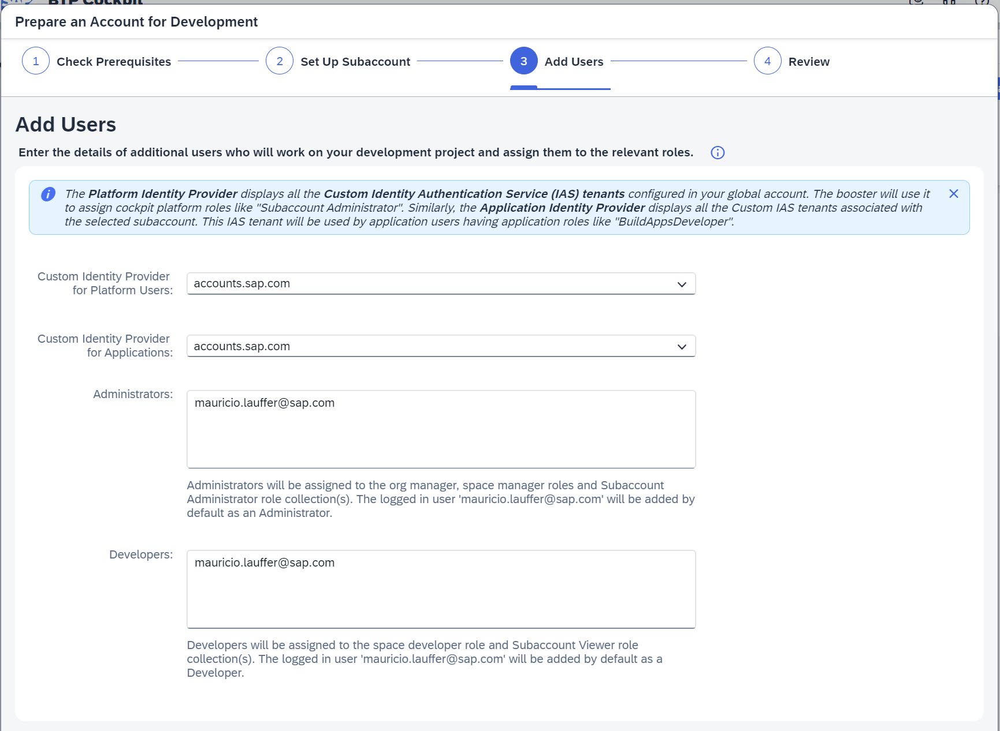 BTP Cockpit
Prepare an Account for Development
1 Check Prerequisites
2 Set Up Subaccount
3 Add Users
4 Review
Add Users
Enter the details of additional users who will work on your development project and assign them to the relevant roles.
The Platform Identity Provider displays all the Custom Identity Authentication Service (IAS) tenants configured in your global account. The booster will use it
to assign cockpit platform roles like "Subaccount Administrator". Similarly, the Application Identity Provider displays all the Custom IAS tenants associated with
the selected subaccount. This IAS tenant will be used by application users having application roles like "BuildAppsDeveloper".
Custom Identity Provider
for Platform Users:
accounts.sap.com
Custom Identity Provider
for Applications:
accounts.sap.com
Administrators:
mauricio.lauffer@sap.com
Administrators will be assigned to the org manager, space manager roles and Subaccount
Administrator role collection(s). The logged in user 'mauricio.lauffer@sap.com' will be added by
default as an Administrator.
Developers:
mauricio.lauffer@sap.com
Developers will be assigned to the space developer role and Subaccount Viewer role
collection(s). The logged in user 'mauricio.lauffer@sap.com' will be added by default as a
Developer.